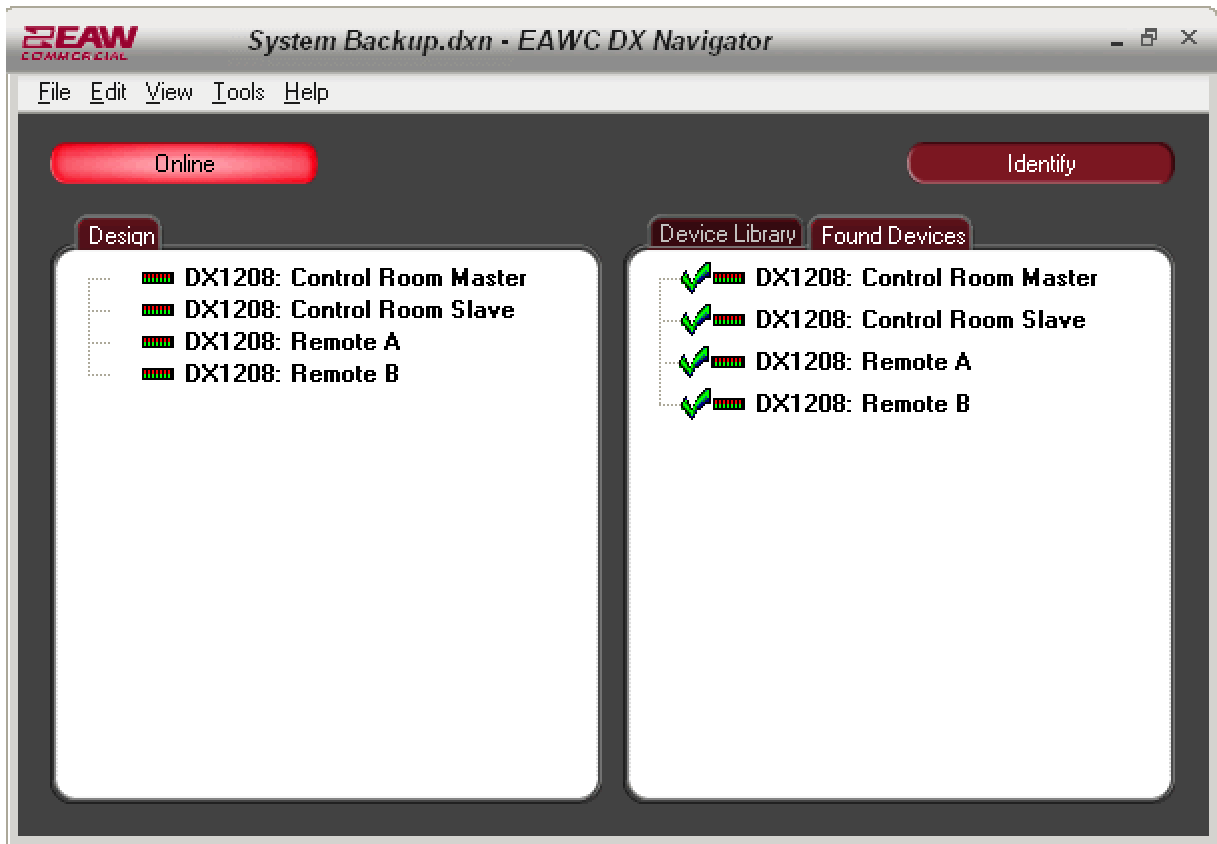 EAW
COMMERCIAL
System Backup.dxn - EAWC DX Navigator
File Edit View Tools Help
Online
Identify
Design
DX1208: Control Room Master
DX1208: Control Room Slave
DX1208: Remote A
DX1208: Remote B
Device Library Found Devices
DX1208: Control Room Master
DX1208: Control Room Slave
DX1208: Remote A
DX1208: Remote B